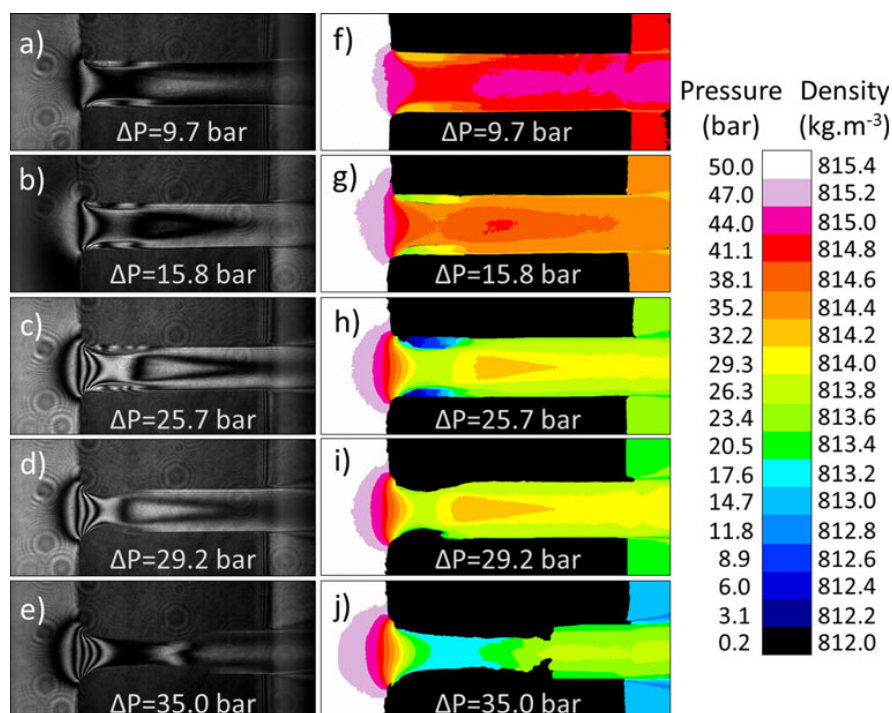 a)
f)
ΔP=9.7 bar
ΔP=9.7 bar
b)
g)
ΔP=15.8 bar
ΔP=15.8 bar
c)
h)
ΔP=25.7 bar
ΔP=25.7 bar
d)
i)
ΔP=29.2 bar
ΔP=29.2 bar
e)
j)
ΔP=35.0 bar
ΔP=35.0 bar
Pressure Density
(bar) (kg.m⁻³)
50.0 815.4
47.0 815.2
44.0 815.0
41.1 814.8
38.1 814.6
35.2 814.4
32.2 814.2
29.3 814.0
26.3 813.8
23.4 813.6
20.5 813.4
17.6 813.2
14.7 813.0
11.8 812.8
8.9 812.6
6.0 812.4
3.1 812.2
0.2 812.0